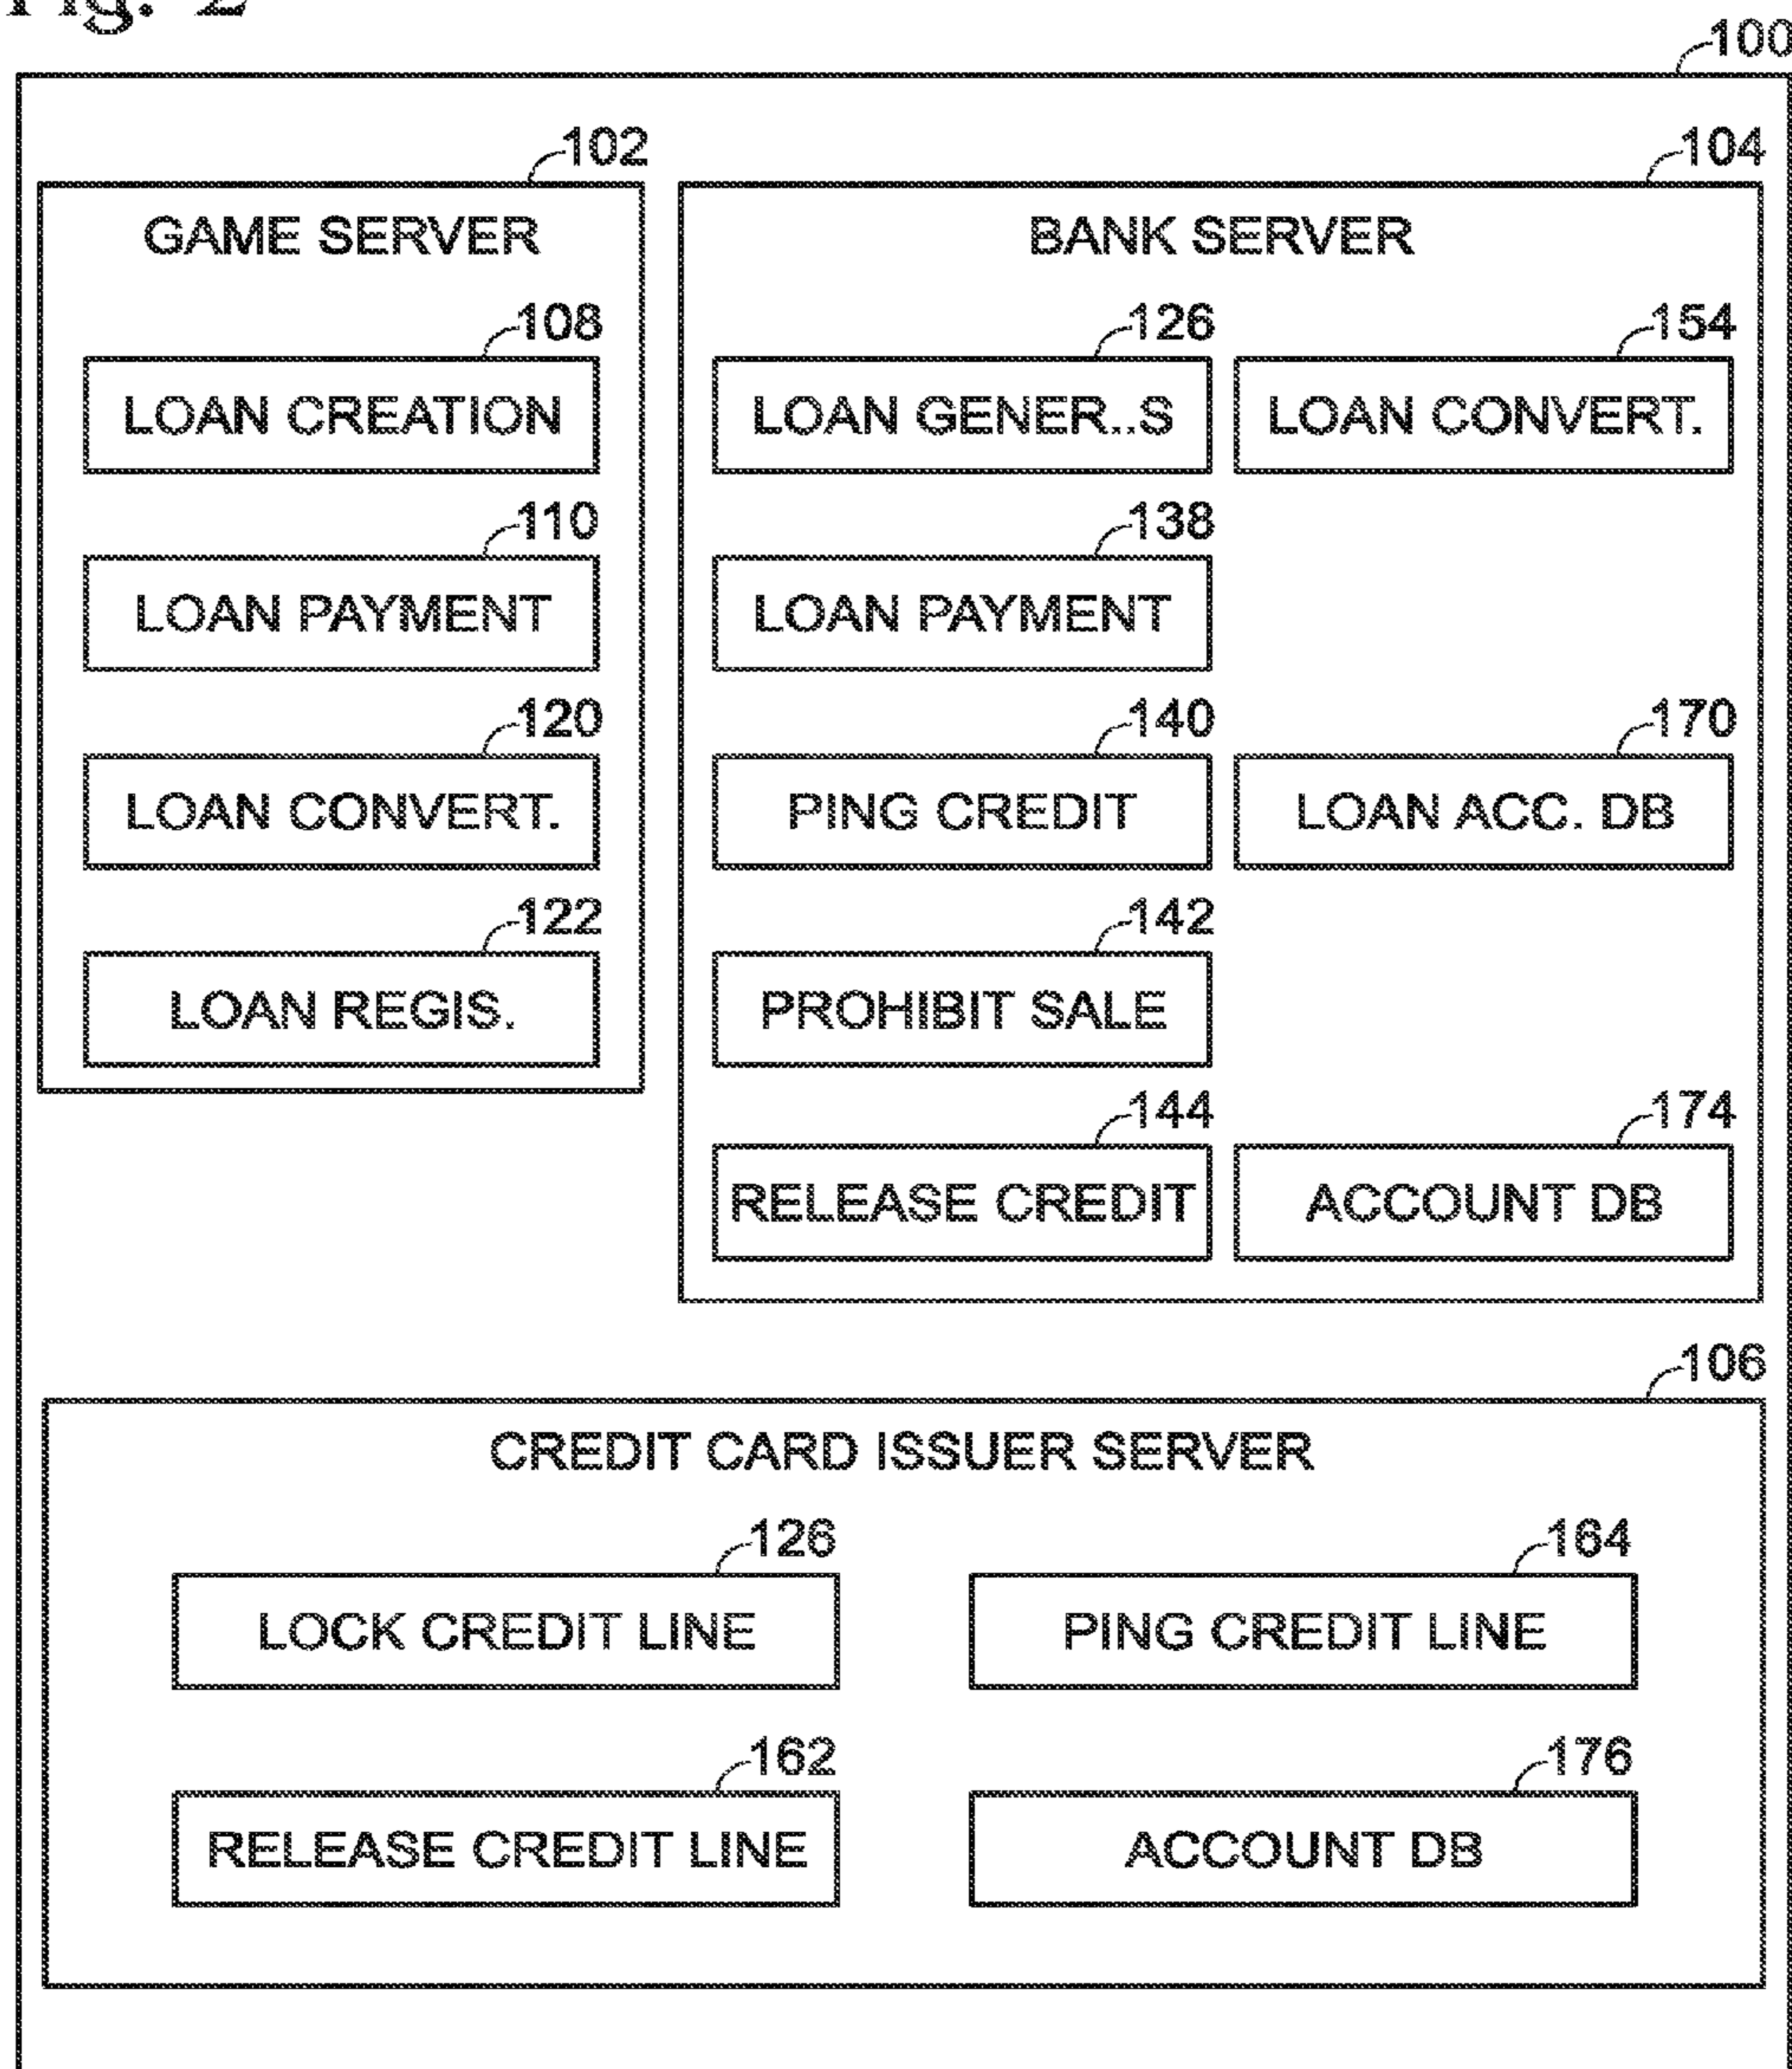 Fig. 2
100
102
GAME SERVER
108
LOAN CREATION
110
LOAN PAYMENT
120
LOAN CONVERT.
122
LOAN REGIS.
104
BANK SERVER
126
LOAN GENER..S
154
LOAN CONVERT.
138
LOAN PAYMENT
140
PING CREDIT
170
LOAN ACC. DB
142
PROHIBIT SALE
144
RELEASE CREDIT
174
ACCOUNT DB
106
CREDIT CARD ISSUER SERVER
126
LOCK CREDIT LINE
164
PING CREDIT LINE
162
RELEASE CREDIT LINE
176
ACCOUNT DB